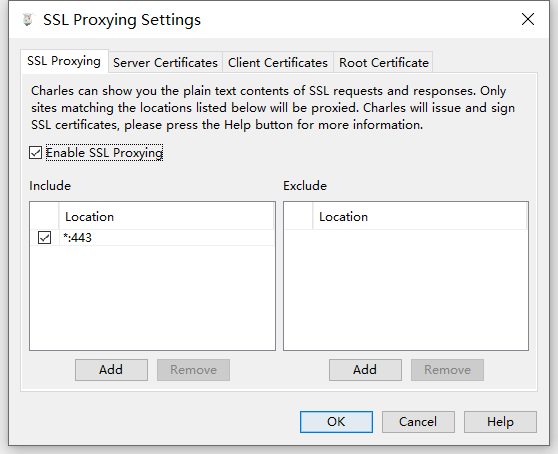 SSL Proxying Settings
SSL Proxying Server Certificates Client Certificates Root Certificate
Charles can show you the plain text contents of SSL requests and responses. Only
sites matching the locations listed below will be proxied. Charles will issue and sign
SSL certificates, please press the Help button for more information.
Enable SSL Proxying
Include Exclude
Location Location
*:443
Add Remove Add Remove
OK Cancel Help